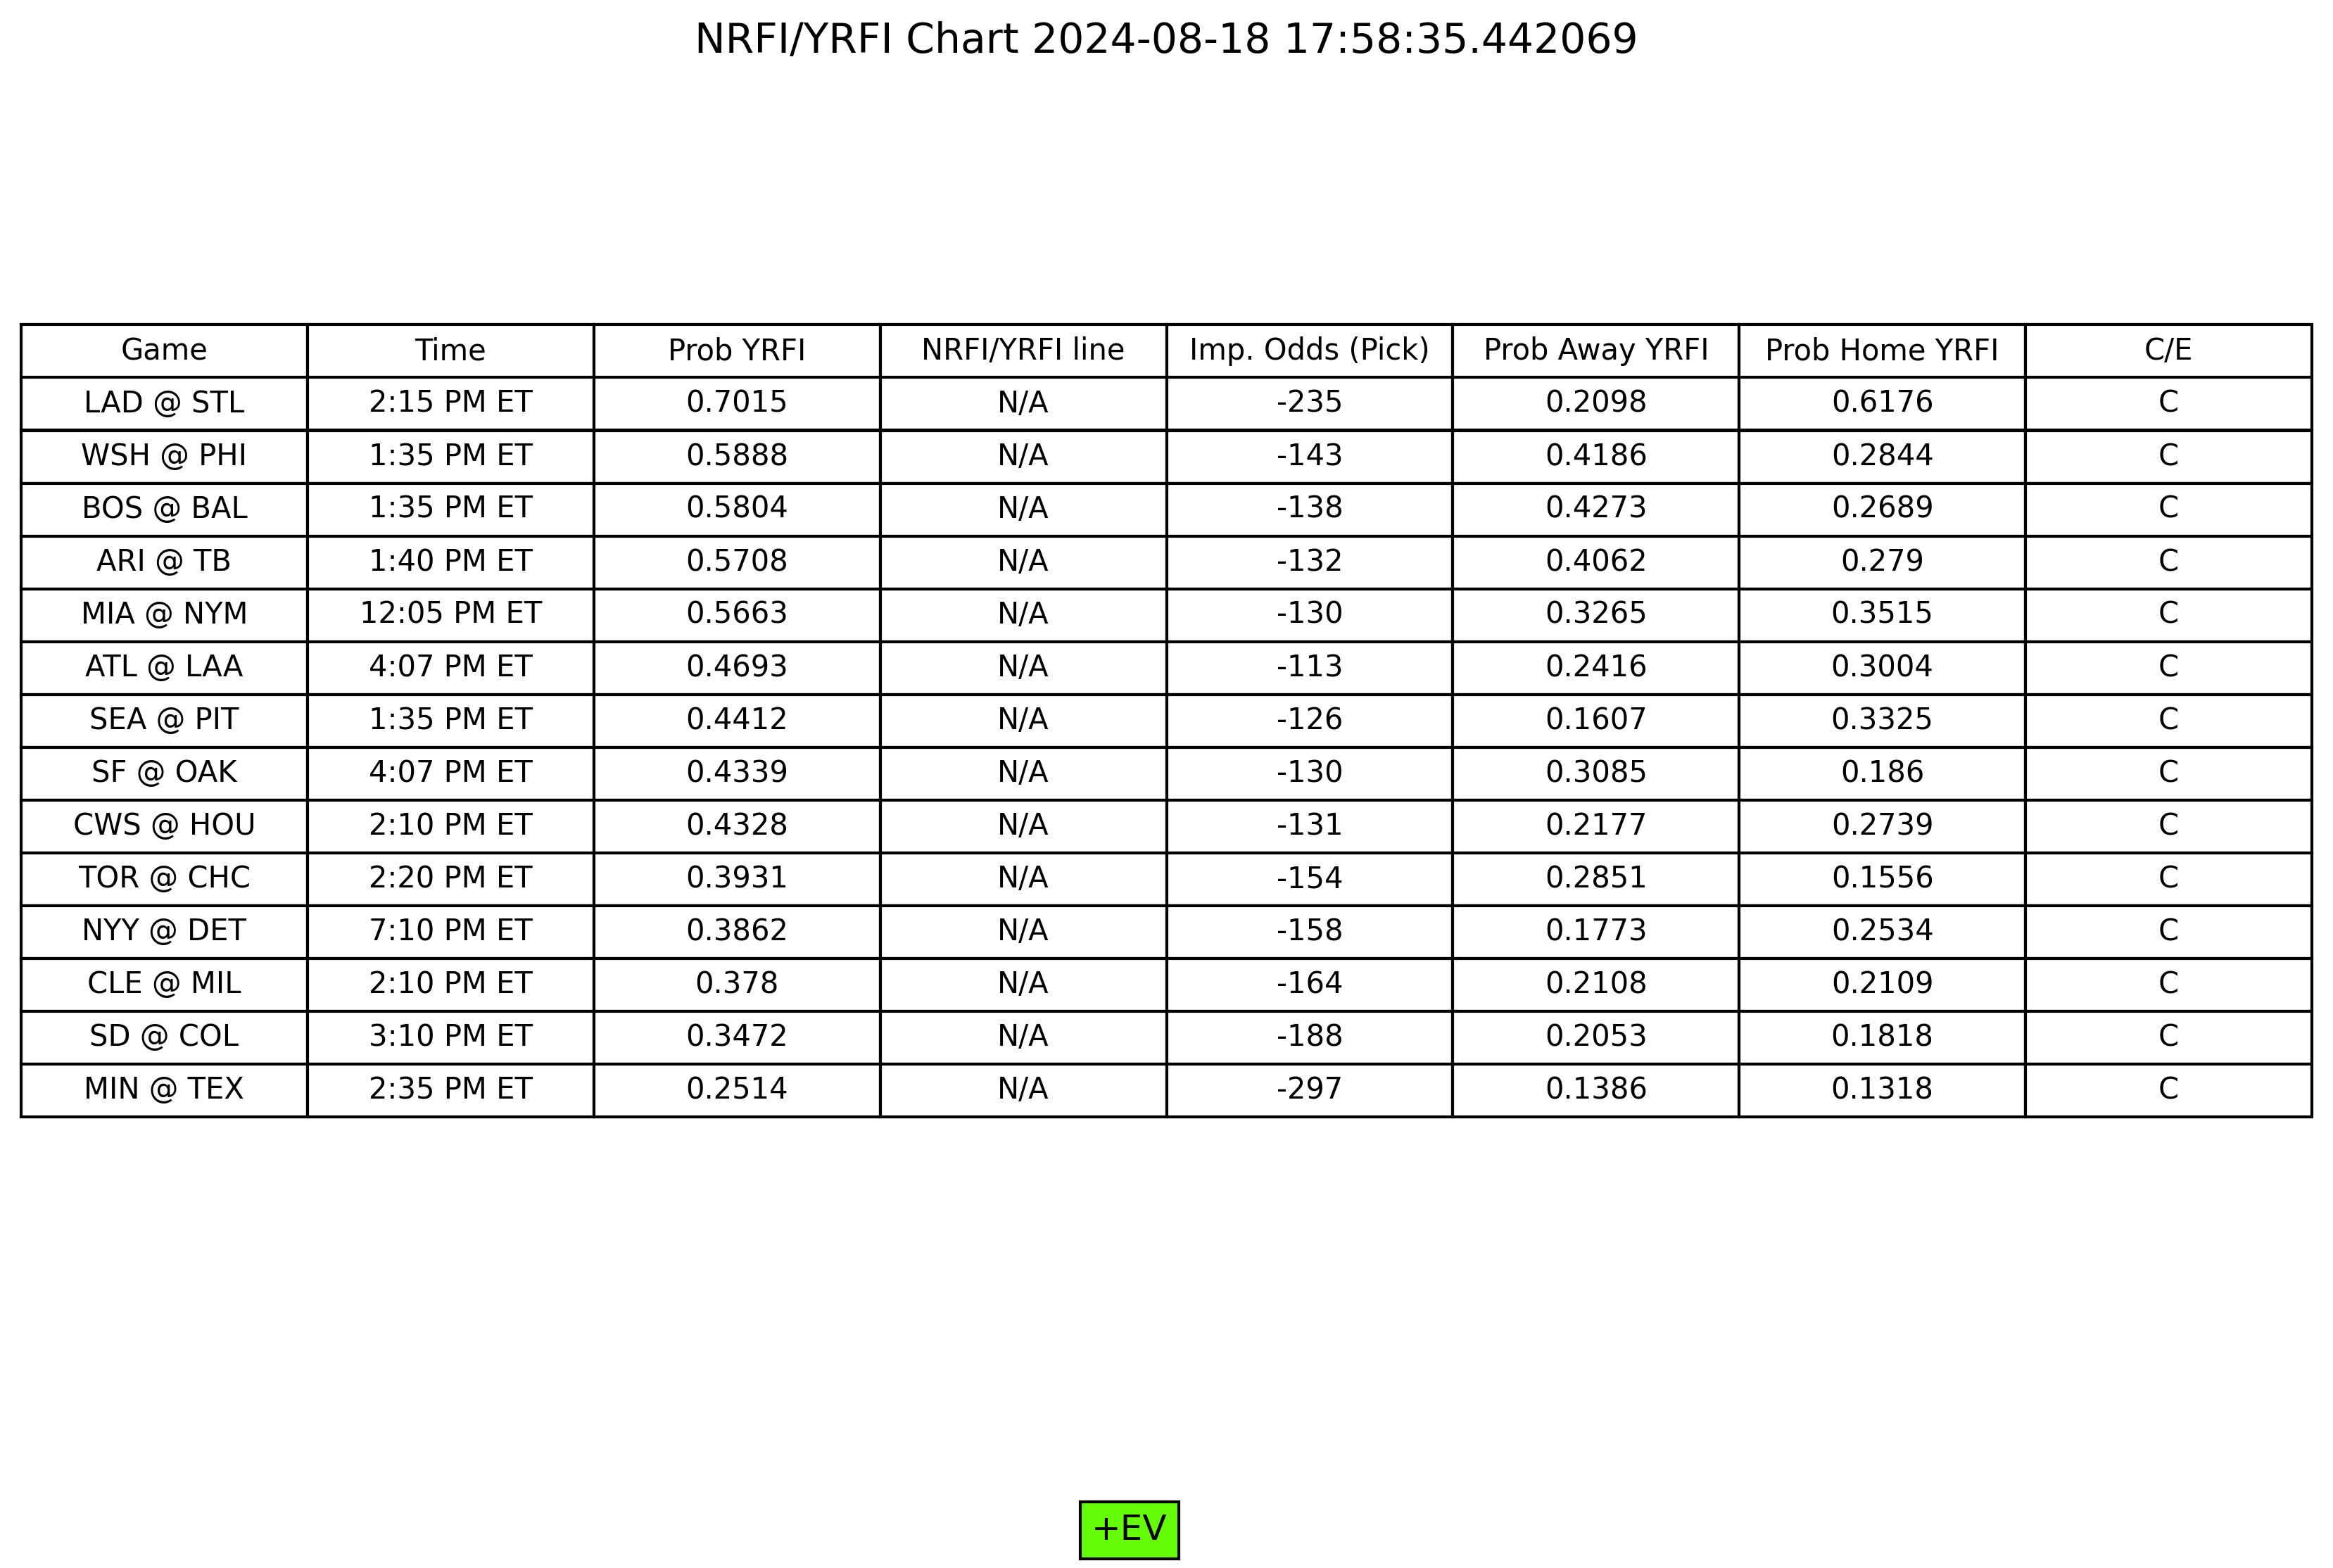 NRFI/YRFI Chart 2024-08-18 17:58:35.442069
Game Time Prob YRFI NRFI/YRFI line Imp. Odds (Pick) Prob Away YRFI Prob Home YRFI C/E
LAD @ STL 2:15 PM ET 0.7015 N/A -235 0.2098 0.6176 C
WSH @ PHI 1:35 PM ET 0.5888 N/A -143 0.4186 0.2844 C
BOS @ BAL 1:35 PM ET 0.5804 N/A -138 0.4273 0.2689 C
ARI @ TB 1:40 PM ET 0.5708 N/A -132 0.4062 0.279 C
MIA @ NYM 12:05 PM ET 0.5663 N/A -130 0.3265 0.3515 C
ATL @ LAA 4:07 PM ET 0.4693 N/A -113 0.2416 0.3004 C
SEA @ PIT 1:35 PM ET 0.4412 N/A -126 0.1607 0.3325 C
SF @ OAK 4:07 PM ET 0.4339 N/A -130 0.3085 0.186 C
CWS @ HOU 2:10 PM ET 0.4328 N/A -131 0.2177 0.2739 C
TOR @ CHC 2:20 PM ET 0.3931 N/A -154 0.2851 0.1556 C
NYY @ DET 7:10 PM ET 0.3862 N/A -158 0.1773 0.2534 C
CLE @ MIL 2:10 PM ET 0.378 N/A -164 0.2108 0.2109 C
SD @ COL 3:10 PM ET 0.3472 N/A -188 0.2053 0.1818 C
MIN @ TEX 2:35 PM ET 0.2514 N/A -297 0.1386 0.1318 C
+EV